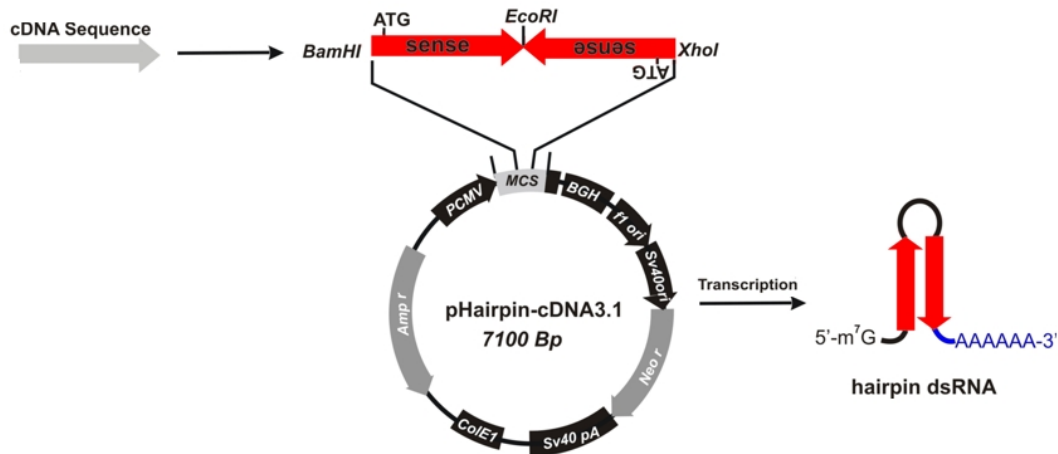 cDNA Sequence
ATG
EcoRI
BamHI
sense
sense
XhoI
ATG
PCMV
MCS
BGH
f1 ori
Sv40ori
Amp r
pHairpin-cDNA3.1
7100 Bp
Neo r
ColE1
Sv40 pA
Transcription
5'-m⁷G
AAAAAA-3'
hairpin dsRNA